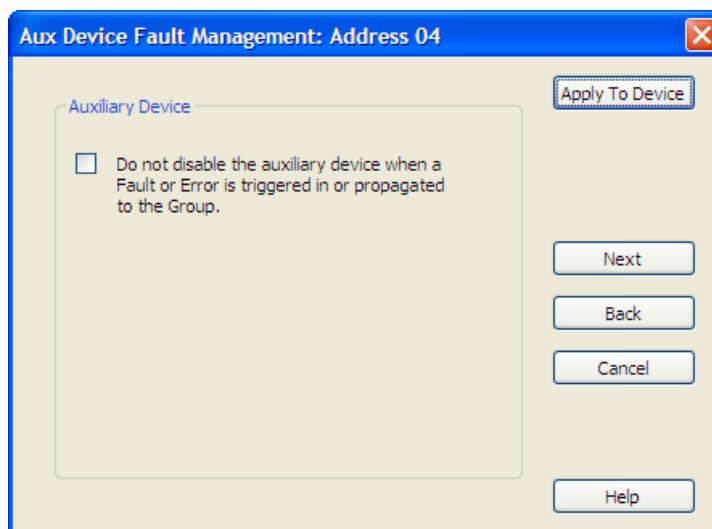 Aux Device Fault Management: Address 04
Auxiliary Device
Apply To Device
Do not disable the auxiliary device when a
Fault or Error is triggered in or propagated
to the Group.
Next
Back
Cancel
Help